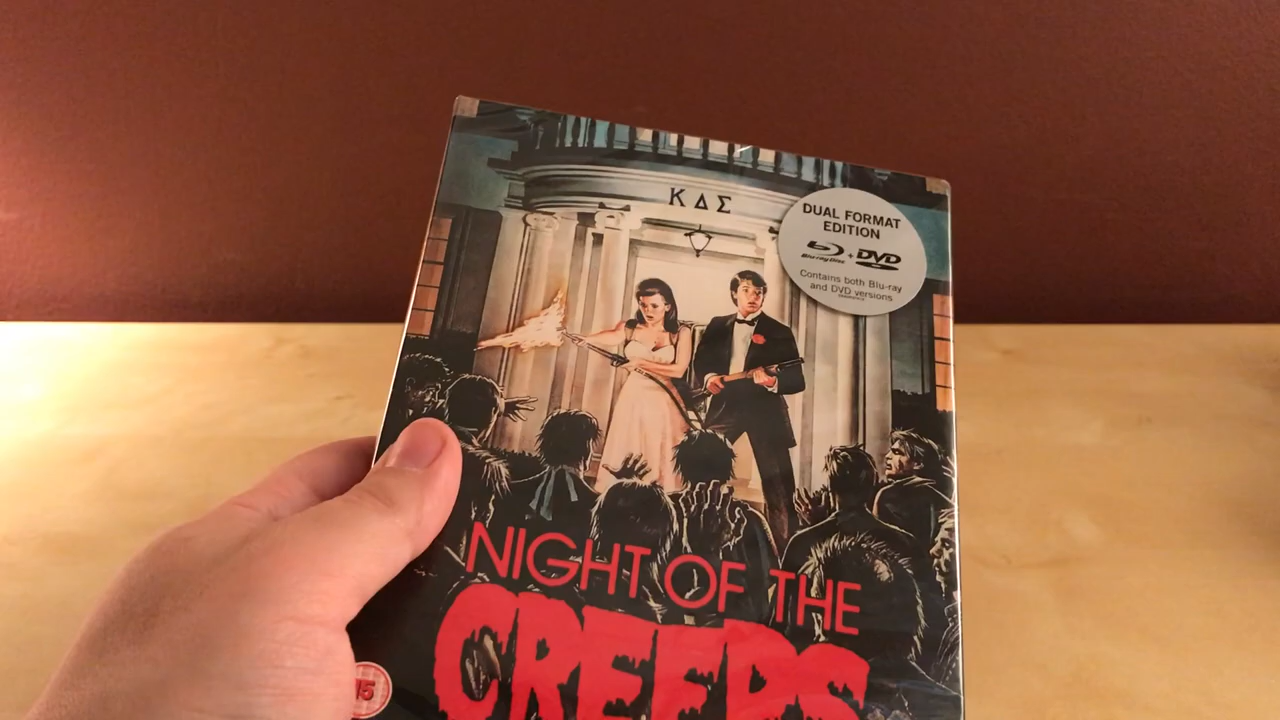 ΚΔΣ
DUAL FORMAT
EDITION
Blu-ray Disc + DVD
Contains both Blu-ray
and DVD versions
NIGHT OF THE
CREEPS
15